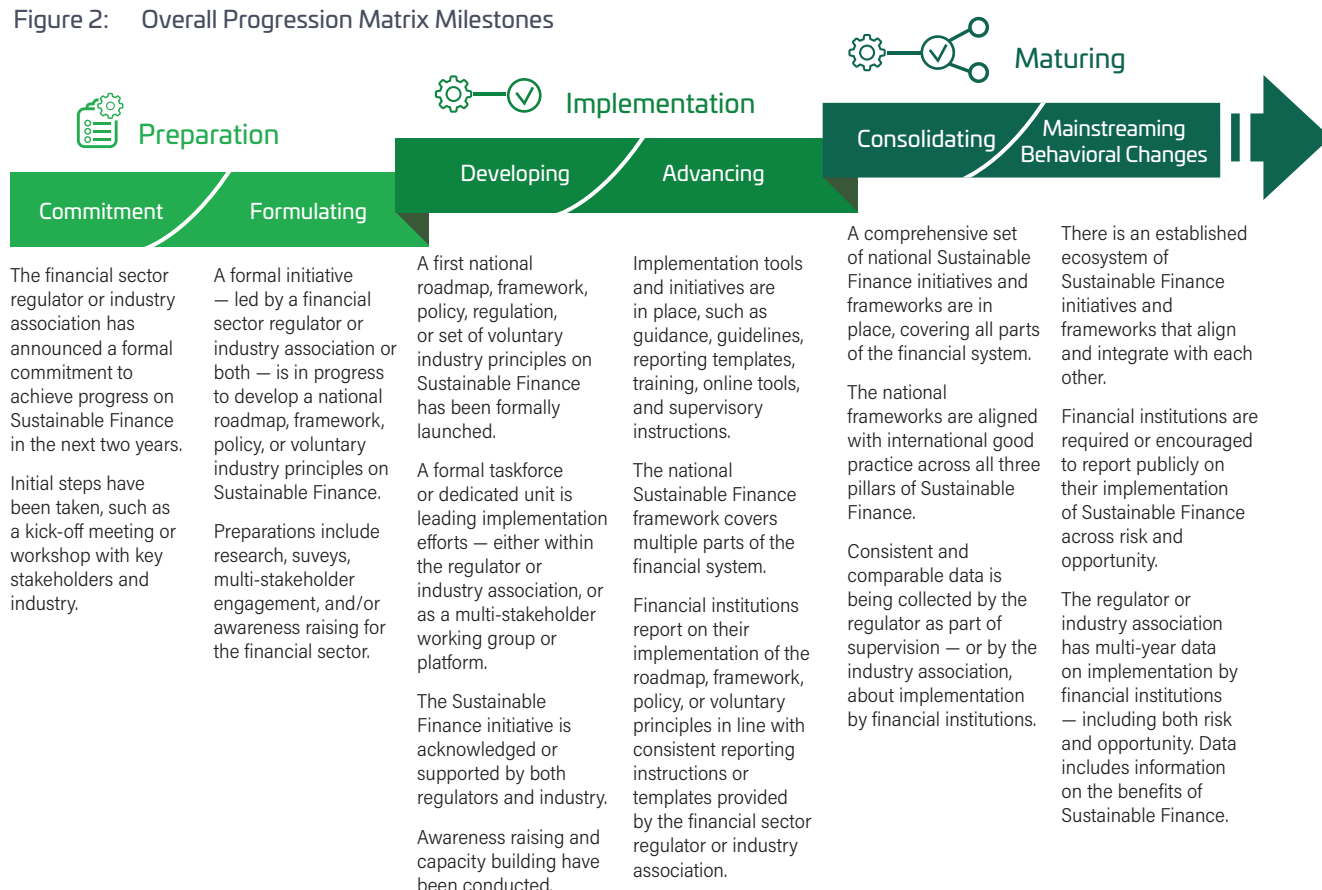 Figure 2: Overall Progression Matrix Milestones
Preparation
Implementation
Maturing
Commitment
Formulating
Developing
Advancing
Consolidating
Mainstreaming
Behavioral Changes
The financial sector
regulator or industry
association has
announced a formal
commitment to
achieve progress on
Sustainable Finance
in the next two years.
Initial steps have
been taken, such as
a kick-off meeting or
workshop with key
stakeholders and
industry.
A formal initiative
— led by a financial
sector regulator or
industry association or
both — is in progress
to develop a national
roadmap, framework,
policy, or voluntary
industry principles on
Sustainable Finance.
Preparations include
research, suveys,
multi-stakeholder
engagement, and/or
awareness raising for
the financial sector.
A first national
roadmap, framework,
policy, regulation,
or set of voluntary
industry principles on
Sustainable Finance
has been formally
launched.
A formal taskforce
or dedicated unit is
leading implementation
efforts — either within
the regulator or
industry association, or
as a multi-stakeholder
working group or
platform.
The Sustainable
Finance initiative is
acknowledged or
supported by both
regulators and industry.
Awareness raising and
capacity building have
been conducted.
Implementation tools
and initiatives are
in place, such as
guidance, guidelines,
reporting templates,
training, online tools,
and supervisory
instructions.
The national
Sustainable Finance
framework covers
multiple parts of the
financial system.
Financial institutions
report on their
implementation of the
roadmap, framework,
policy, or voluntary
principles in line with
consistent reporting
instructions or
templates provided
by the financial sector
regulator or industry
association.
A comprehensive set
of national Sustainable
Finance initiatives and
frameworks are in
place, covering all parts
of the financial system.
The national
frameworks are aligned
with international good
practice across all three
pillars of Sustainable
Finance.
Consistent and
comparable data is
being collected by the
regulator as part of
supervision — or by the
industry association,
about implementation
by financial institutions.
There is an established
ecosystem of
Sustainable Finance
initiatives and
frameworks that align
and integrate with each
other.
Financial institutions are
required or encouraged
to report publicly on
their implementation
of Sustainable Finance
across risk and
opportunity.
The regulator or
industry association
has multi-year data
on implementation by
financial institutions
— including both risk
and opportunity. Data
includes information
on the benefits of
Sustainable Finance.